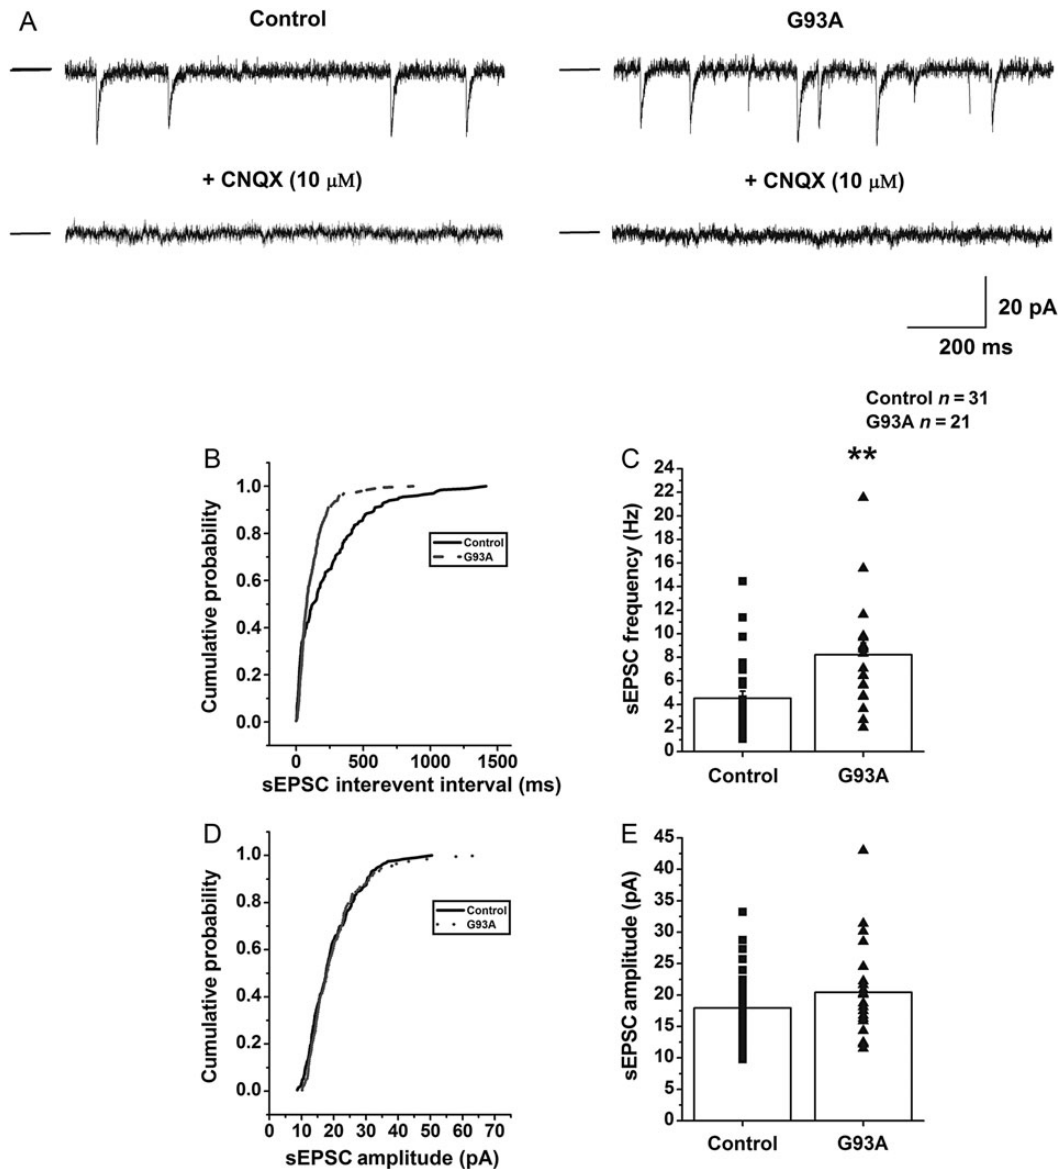 A
Control
G93A
+ CNQX (10 μM)
+ CNQX (10 μM)
20 pA
200 ms
Control n = 31
G93A n = 21
B
1.0
0.8
0.6
0.4
0.2
0.0
Cumulative probability
Control
G93A
0
500
1000
1500
sEPSC interevent interval (ms)
C
**
24
22
20
18
16
14
12
10
8
6
4
2
0
sEPSC frequency (Hz)
Control
G93A
D
1.0
0.8
0.6
0.4
0.2
0.0
Cumulative probability
Control
G93A
0 10 20 30 40 50 60 70
sEPSC amplitude (pA)
E
45
40
35
30
25
20
15
10
5
0
sEPSC amplitude (pA)
Control
G93A